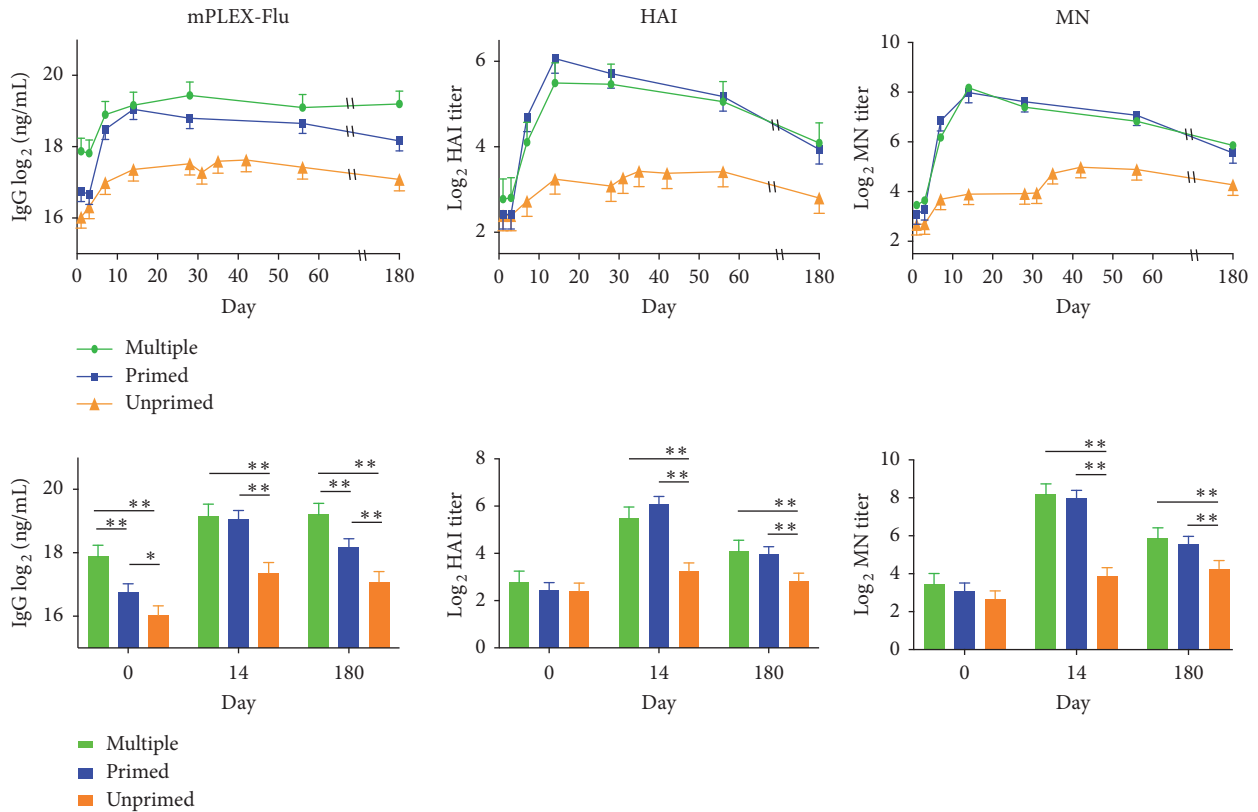 mPLEX-Flu
HAI
MN
IgG log2 (ng/mL)
20
18
16
0 10 20 30 40 50 60 180
Day
Log2 HAI titer
6
4
2
0 10 20 30 40 50 60 180
Day
Log2 MN titer
10
8
6
4
2
0 10 20 30 40 50 60 180
Day
Multiple
Primed
Unprimed
IgG log2 (ng/mL)
20
18
16
** ** * ** ** ** ** **
0 14 180
Day
Log2 HAI titer
8
6
4
2
0
** ** ** **
0 14 180
Day
Log2 MN titer
10
8
6
4
2
0
** ** ** **
0 14 180
Day
Multiple
Primed
Unprimed